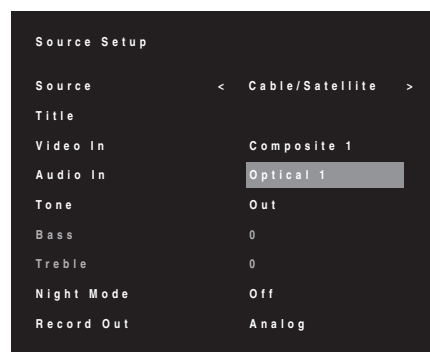 Source Setup
Source < Cable/Satellite >
Title
Video In Composite 1
Audio In Optical 1
Tone Out
Bass 0
Treble 0
Night Mode Off
Record Out Analog